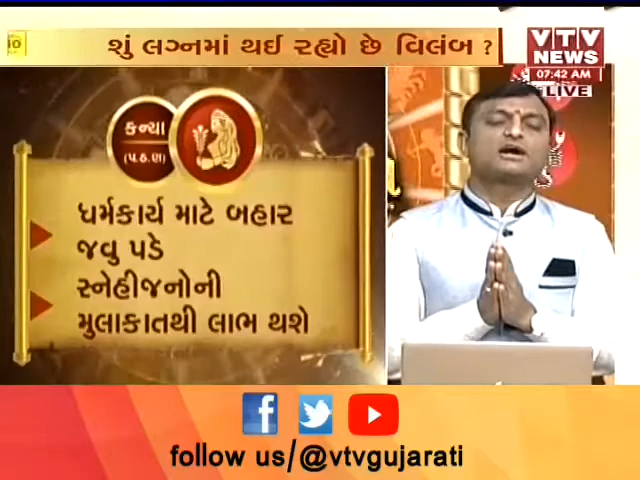 શું લગ્નમાં થઈ રહ્યો છે વિલંબ ?
VTV
NEWS
07:42 AM
LIVE
કન્યા
(પ.ઠ.ણ)
ધર્મકાર્ય માટે બહાર
જવુ પડે
સ્નેહીજનોની
મુલાકાતથી લાભ થશે
follow us/@vtvgujarati